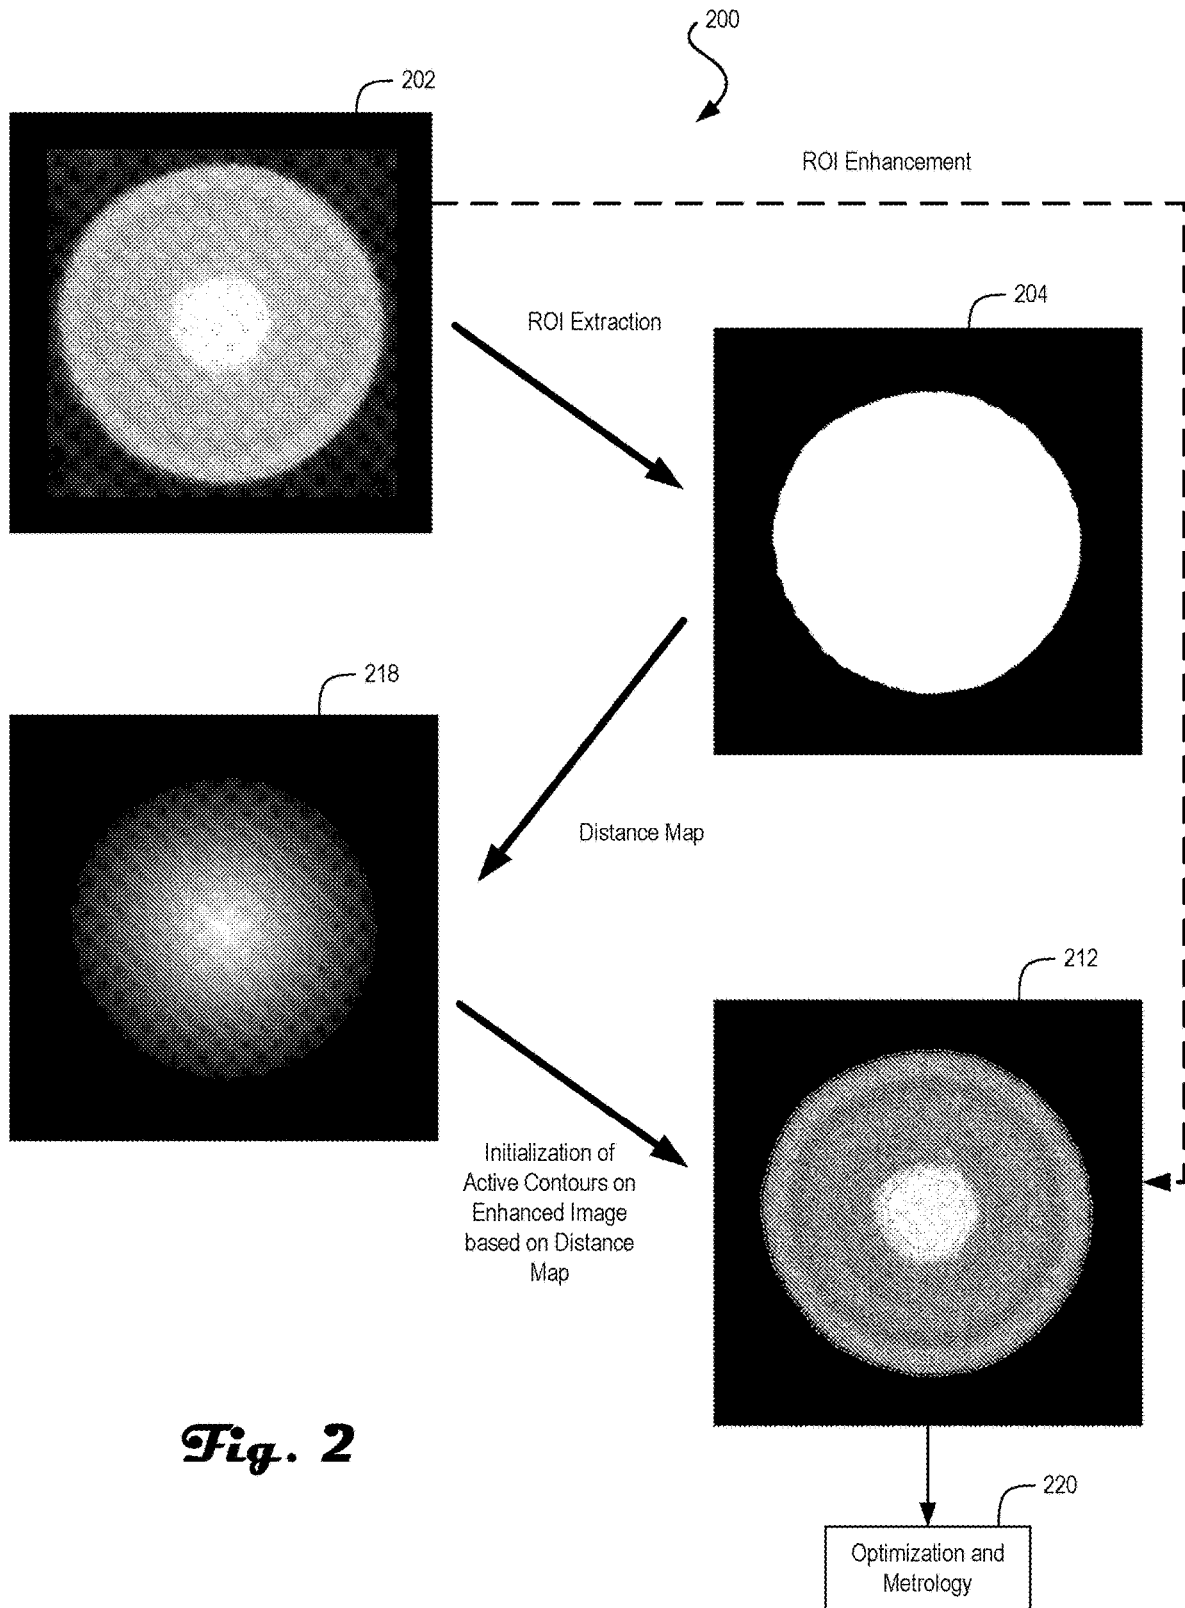 200
202
ROI Enhancement
204
ROI Extraction
218
Distance Map
212
Initialization of
Active Contours on
Enhanced Image
based on Distance
Map
Fig. 2
220
Optimization and
Metrology